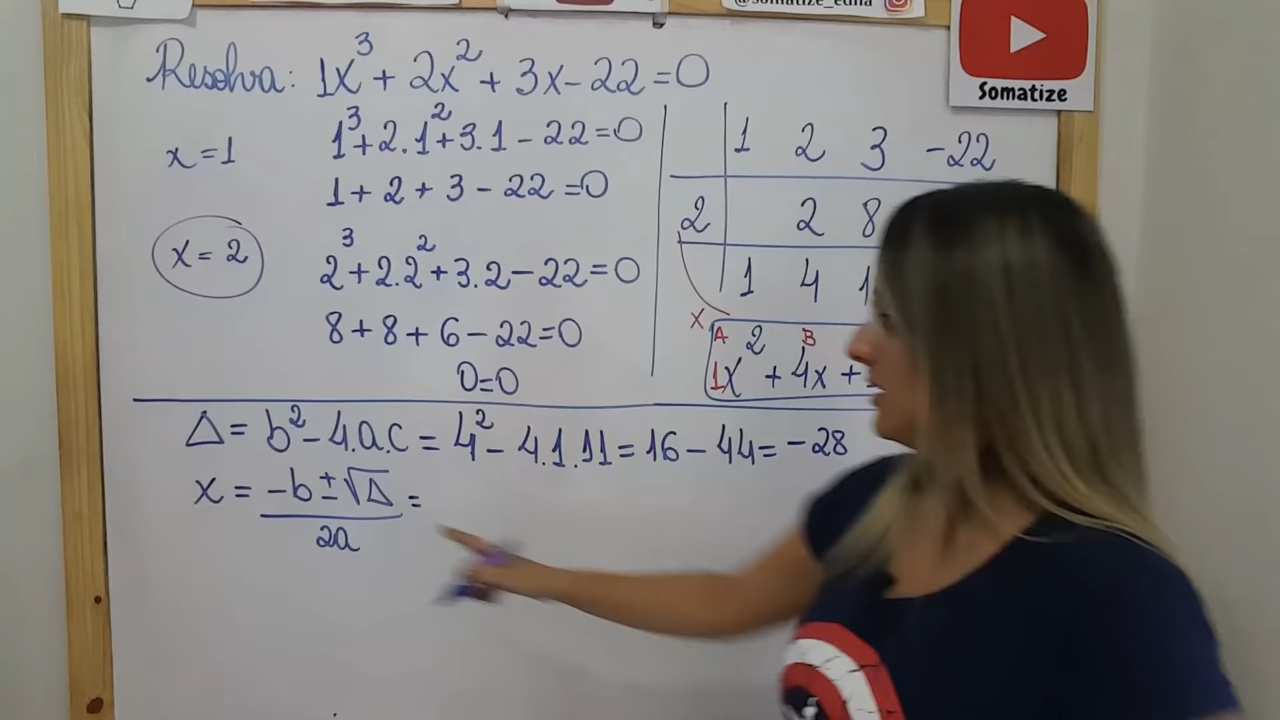 @somatize_edna
Somatize
Resolva: 1x³ + 2x² + 3x - 22 = 0
x = 1
1³ + 2.1² + 3.1 - 22 = 0
1 + 2 + 3 - 22 = 0
x = 2
2³ + 2.2² + 3.2 - 22 = 0
8 + 8 + 6 - 22 = 0
0 = 0
1 2 3 -22
2 2 8
1 4
x
A B
1x² + 4x +
Δ = b² - 4.a.c = 4² - 4.1.11 = 16 - 44 = -28
x = -b ± √Δ =
2a